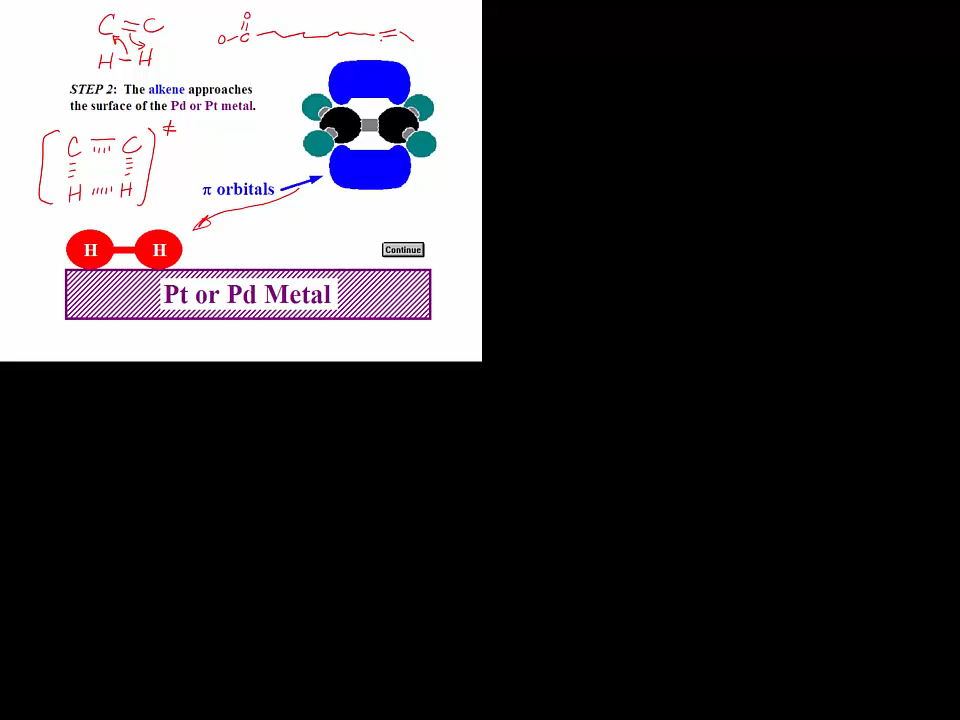 C = C
O
O - C
H - H
STEP 2: The alkene approaches
the surface of the Pd or Pt metal.
≠
C C
H H
π orbitals
H H
Continue
Pt or Pd Metal